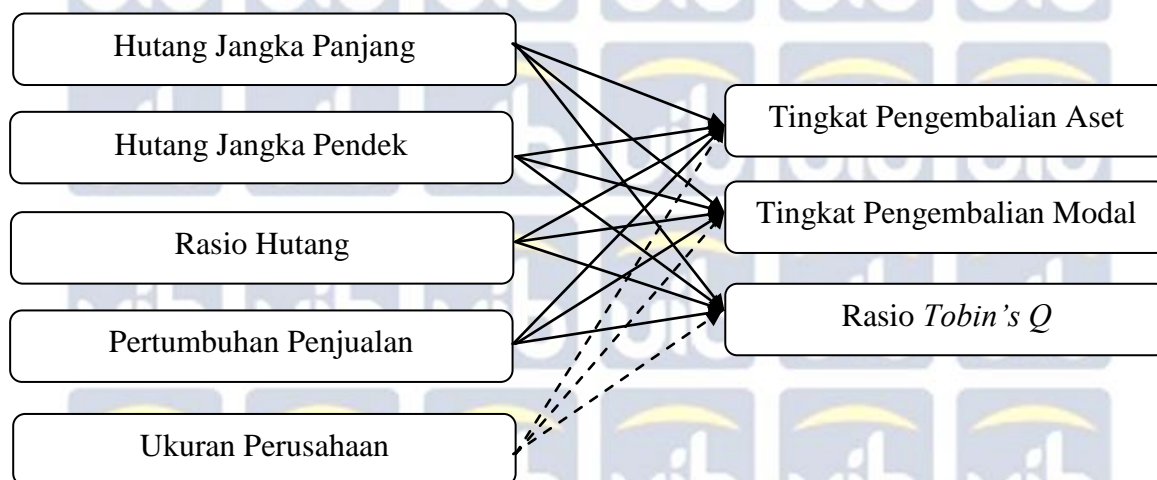 Hutang Jangka Panjang
Hutang Jangka Pendek
Rasio Hutang
Pertumbuhan Penjualan
Ukuran Perusahaan
Tingkat Pengembalian Aset
Tingkat Pengembalian Modal
Rasio Tobin’s Q